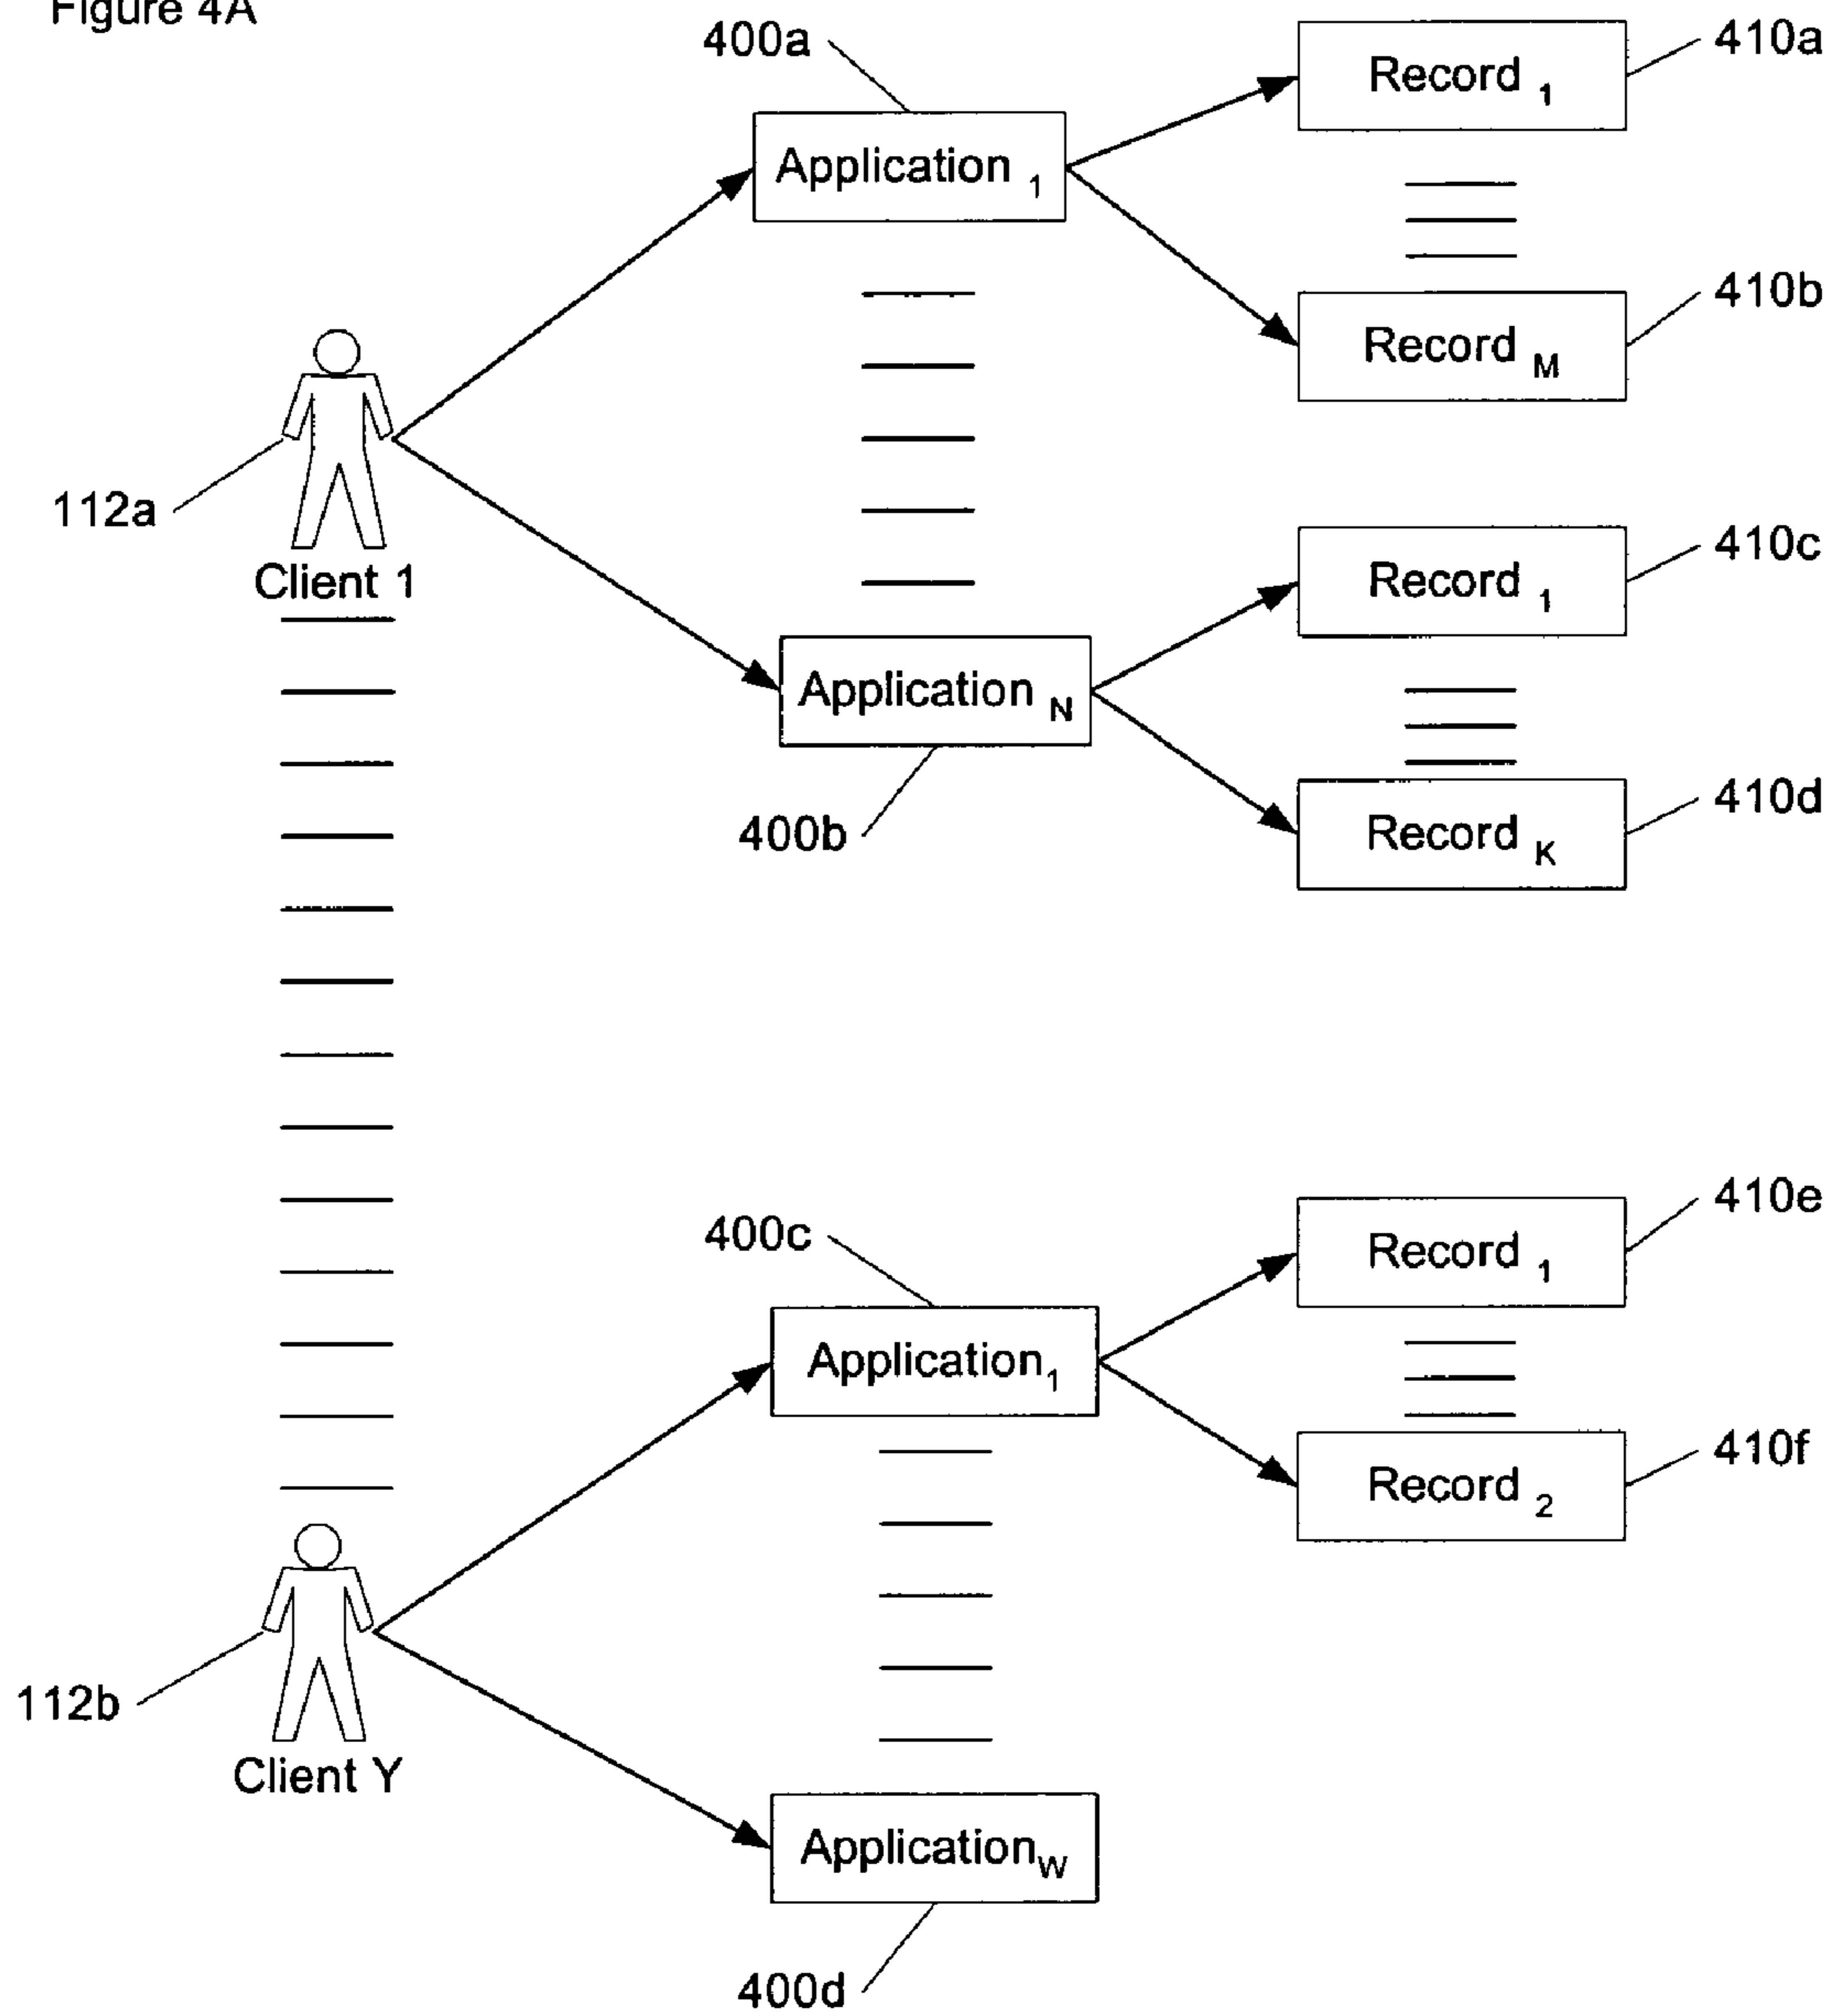 Figure 4A
400a
410a
Record 1
Application 1
410b
Record M
112a
Client 1
410c
Record 1
Application N
400b
410d
Record K
400c
410e
Record 1
Application1
410f
Record 2
112b
Client Y
ApplicationW
400d